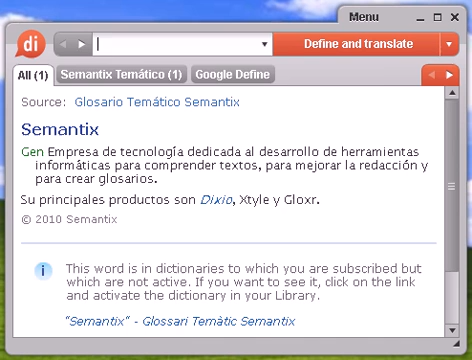 Menu
di
Define and translate
All (1)
Semantix Temático (1)
Google Define
Source: Glosario Temático Semantix
Semantix
Gen Empresa de tecnología dedicada al desarrollo de herramientas
informáticas para comprender textos, para mejorar la redacción y
para crear glosarios.
Su principales productos son Dixio, Xtyle y Gloxr.
© 2010 Semantix
i
This word is in dictionaries to which you are subscribed but
which are not active. If you want to see it, click on the link
and activate the dictionary in your Library.
"Semantix" - Glossari Temàtic Semantix